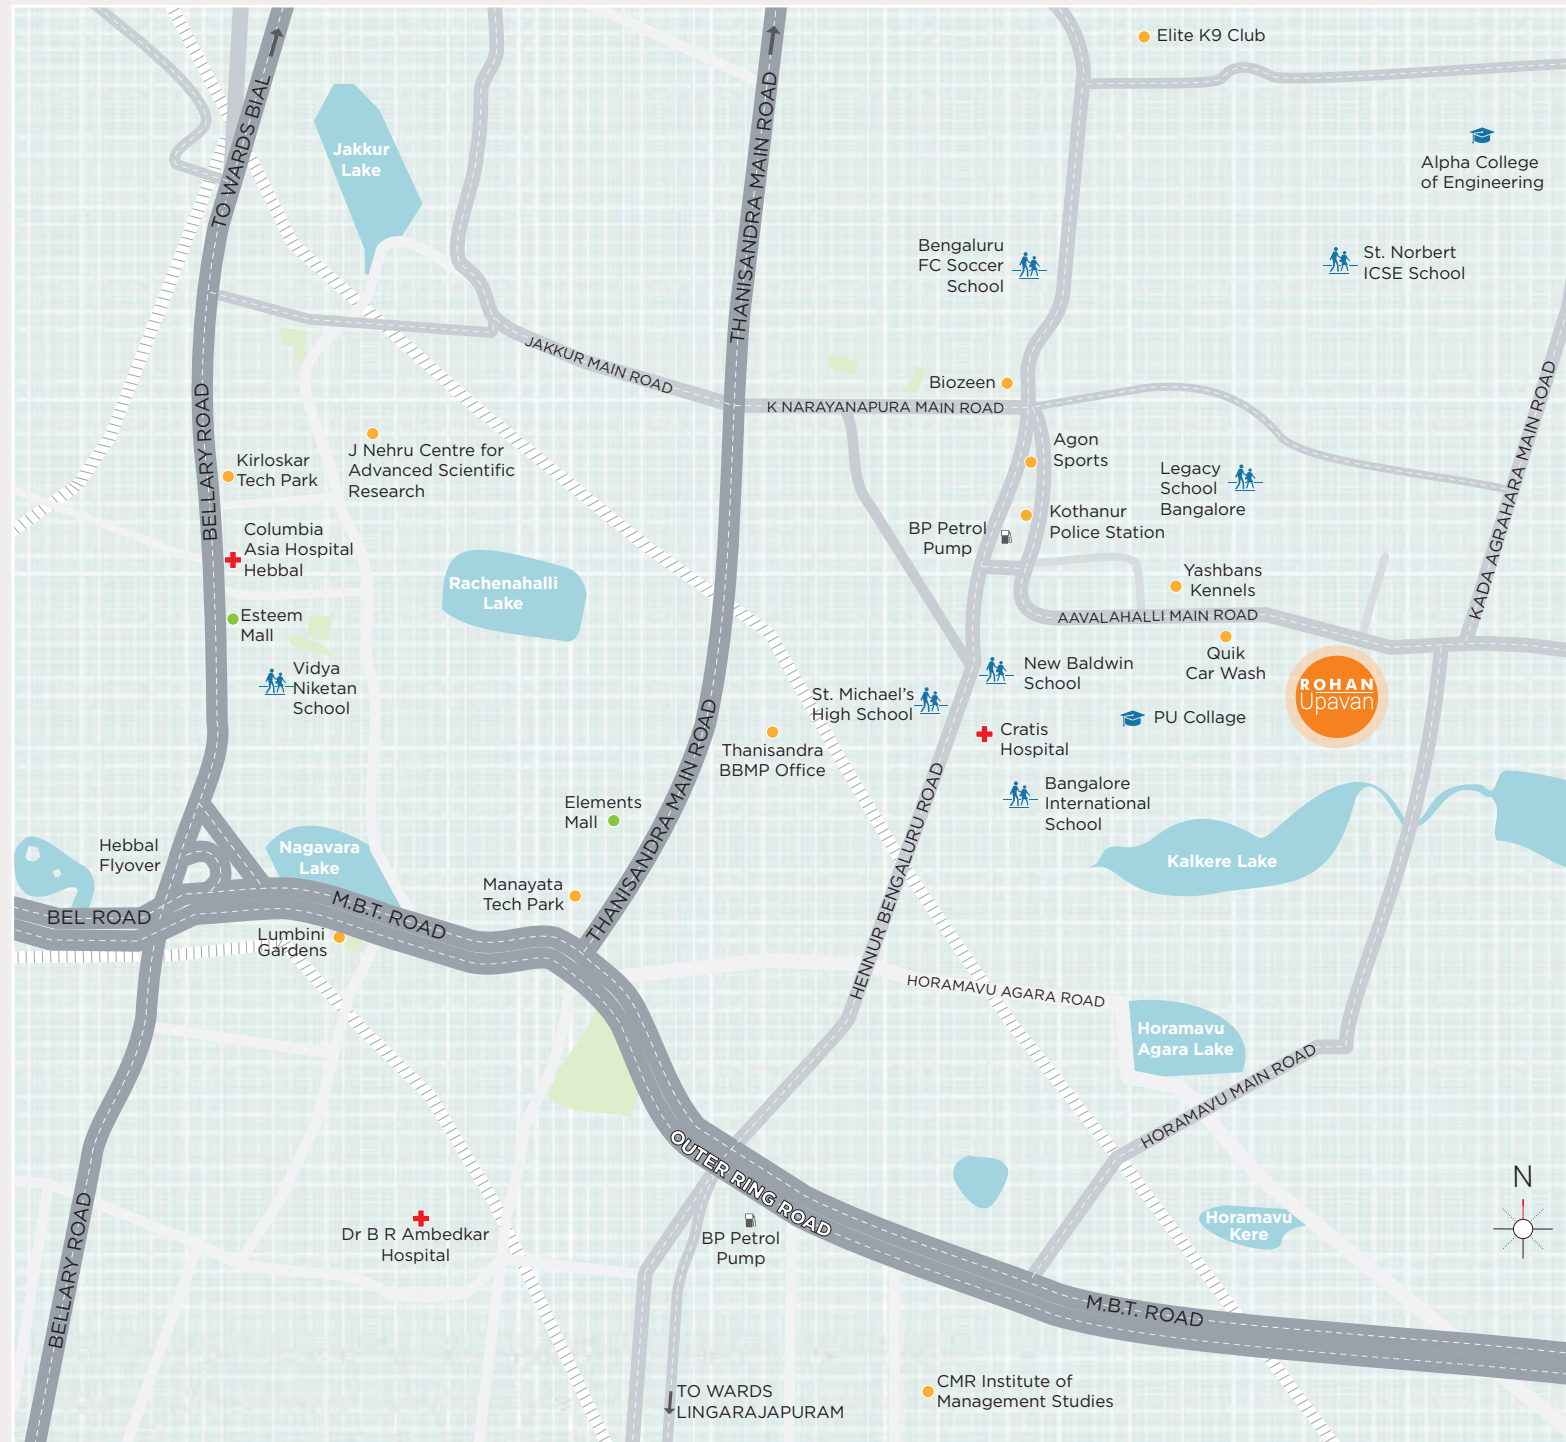 Elite K9 Club
TO WARDS BIAL
THANISANDRA MAIN ROAD
Jakkur
Lake
Alpha College
of Engineering
Bengaluru
FC Soccer
School
St. Norbert
ICSE School
JAKKUR MAIN ROAD
Biozeen
K NARAYANAPURA MAIN ROAD
KADA AGRAHARA MAIN ROAD
BELLARY ROAD
J Nehru Centre for
Advanced Scientific
Research
Kirloskar
Tech Park
Agon
Sports
Legacy
School
Bangalore
Kothanur
Police Station
BP Petrol
Pump
Columbia
Asia Hospital
Hebbal
Rachenahalli
Lake
Yashbans
Kennels
AAVALAHALLI MAIN ROAD
Esteem
Mall
Quik
Car Wash
Vidya
Niketan
School
New Baldwin
School
ROHAN
Upavan
St. Michael's
High School
PU Collage
Cratis
Hospital
Thanisandra
BBMP Office
THANISANDRA MAIN ROAD
Bangalore
International
School
Elements
Mall
HENNUR BENGALURU ROAD
Hebbal
Flyover
Nagavara
Lake
Kalkere Lake
Manayata
Tech Park
BEL ROAD
M.B.T. ROAD
Lumbini
Gardens
HORAMAVU AGARA ROAD
Horamavu
Agara Lake
HORAMAVU MAIN ROAD
OUTER RING ROAD
N
BELLARY ROAD
Dr B R Ambedkar
Hospital
BP Petrol
Pump
Horamavu
Kere
M.B.T. ROAD
TO WARDS
LINGARAJAPURAM
CMR Institute of
Management Studies